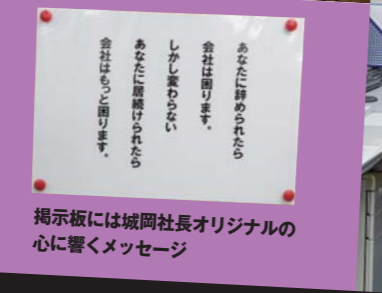 あなたに辞められたら
会社は困ります。
しかし変わらない
あなたに居続けられたら
会社はもっと困ります。
掲示板には城岡社長オリジナルの
心に響くメッセージ